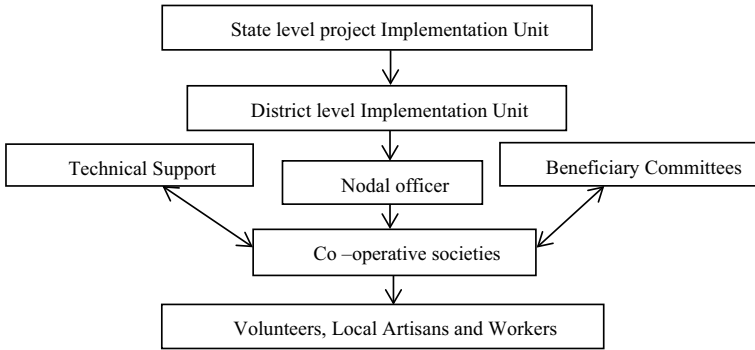 State level project Implementation Unit
District level Implementation Unit
Technical Support
Beneficiary Committees
Nodal officer
Co –operative societies
Volunteers, Local Artisans and Workers